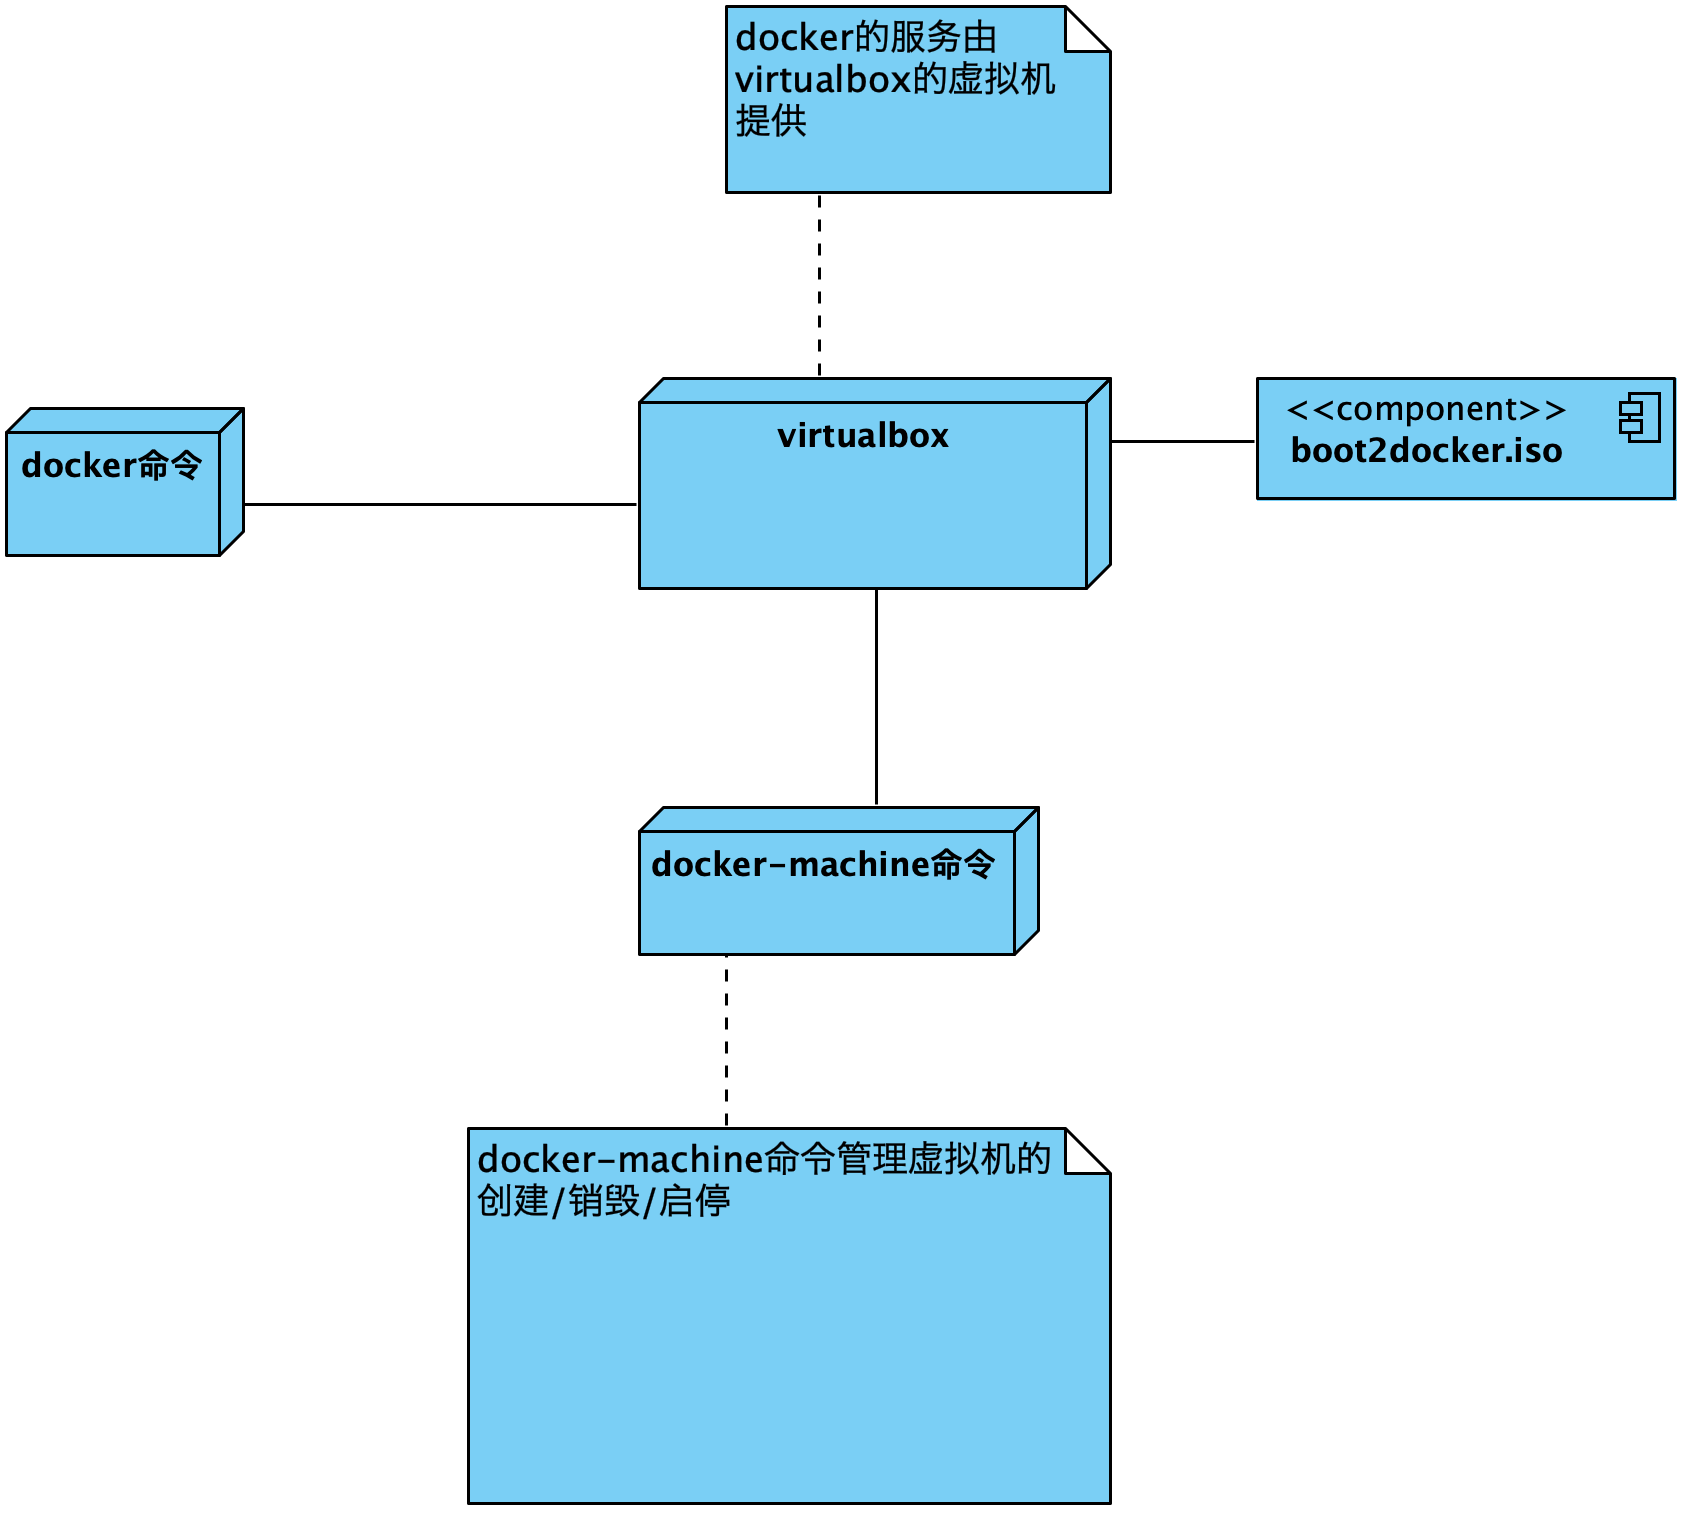 docker的服务由
virtualbox的虚拟机
提供
docker命令
virtualbox
<<component>>
boot2docker.iso
docker-machine命令
docker-machine命令管理虚拟机的
创建/销毁/启停